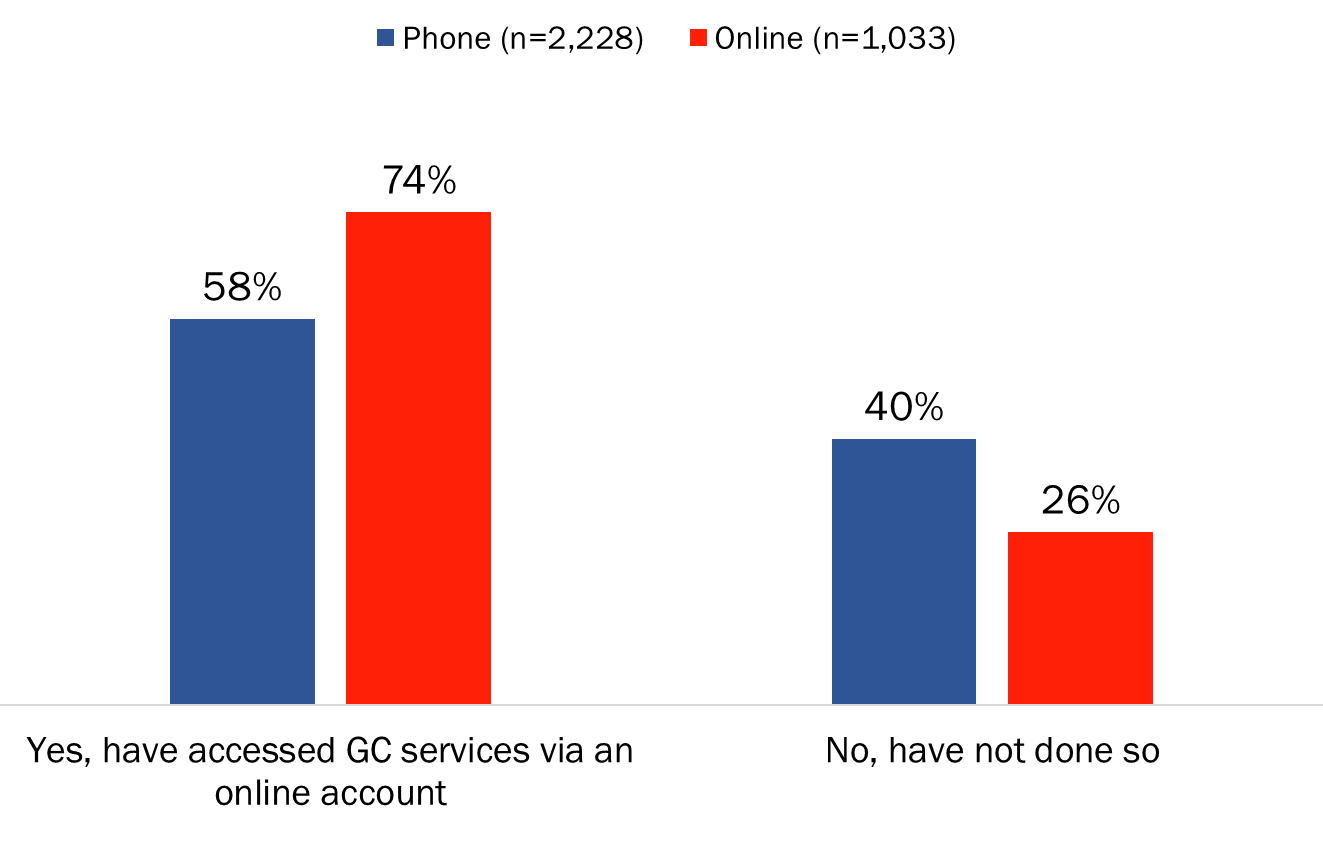 Phone (n=2,228) Online (n=1,033)
74%
58%
40%
26%
Yes, have accessed GC services via an
online account
No, have not done so